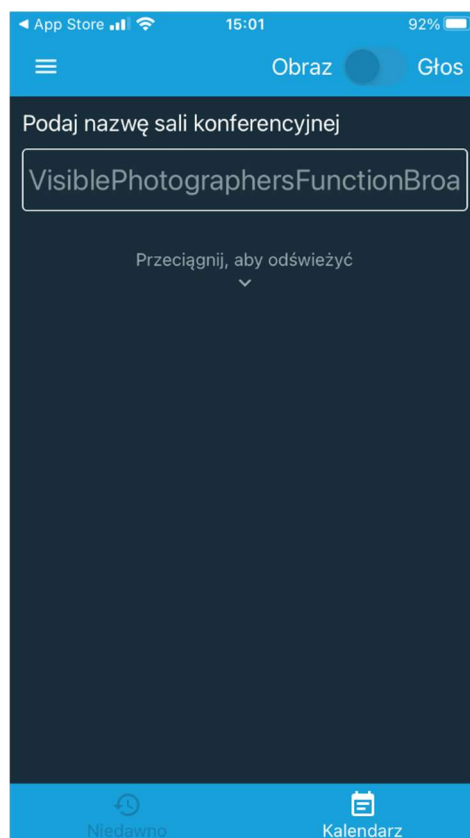 App Store 15:01 92%
Obraz Głos
Podaj nazwę sali konferencyjnej
VisiblePhotographersFunctionBroa
Przeciągnij, aby odświeżyć
Niedawno Kalendarz